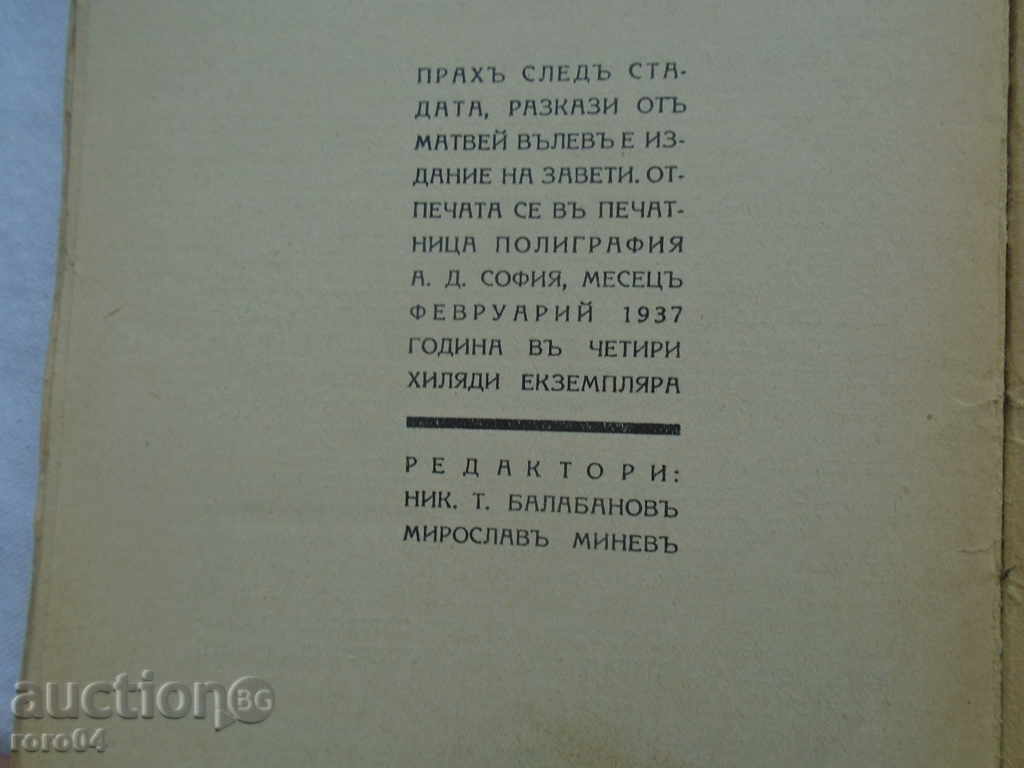 ПРАХЪ СЛЕДЪ СТА-
ДАТА, РАЗКАЗИ ОТЪ
МАТВЕЙ ВЪЛЕВЪ Е ИЗ-
ДАНИЕ НА ЗАВЕТИ. ОТ-
ПЕЧАТА СЕ ВЪ ПЕЧАТ-
НИЦА ПОЛИГРАФИЯ
А. Д. СОФИЯ, МЕСЕЦЪ
ФЕВРУАРИЙ 1937
ГОДИНА ВЪ ЧЕТИРИ
ХИЛЯДИ ЕКЗЕМПЛЯРА
РЕДАКТОРИ:
НИК. Т. БАЛАБАНОВЪ
МИРОСЛАВЪ МИНЕВЪ
auction BG
roro04